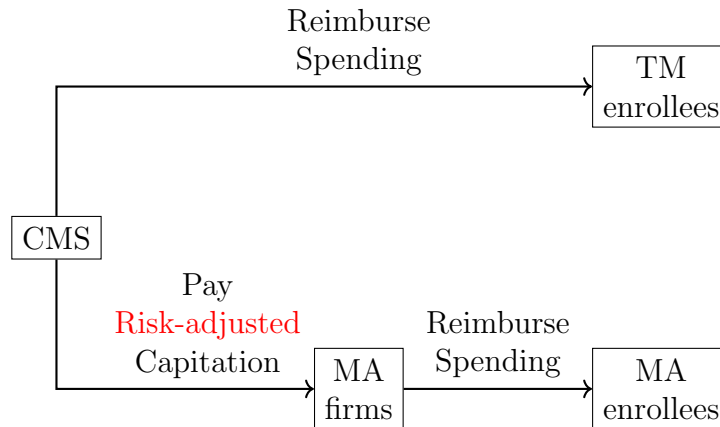 Reimburse
Spending
TM
enrollees
CMS
Pay
Risk-adjusted
Capitation
MA
firms
Reimburse
Spending
MA
enrollees